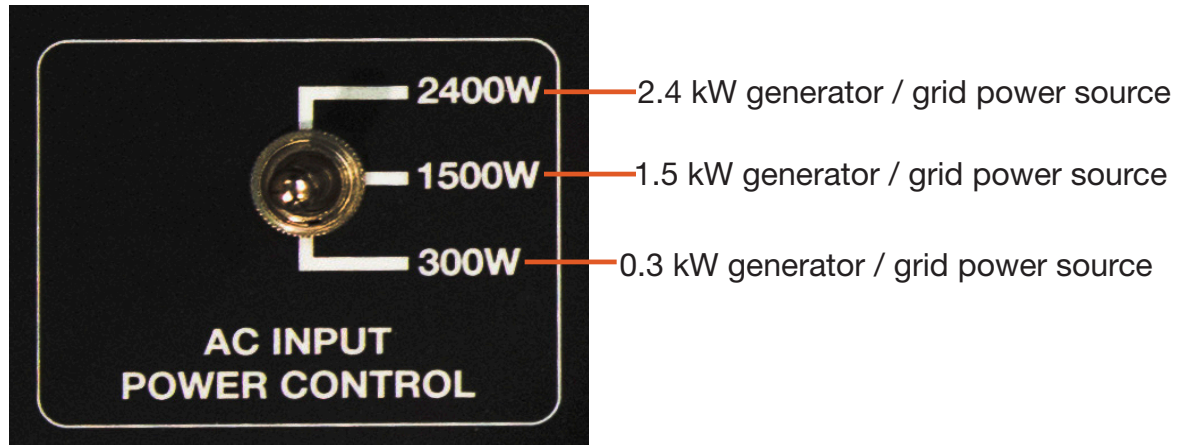 2400W 2.4 kW generator / grid power source
1500W 1.5 kW generator / grid power source
300W 0.3 kW generator / grid power source
AC INPUT
POWER CONTROL